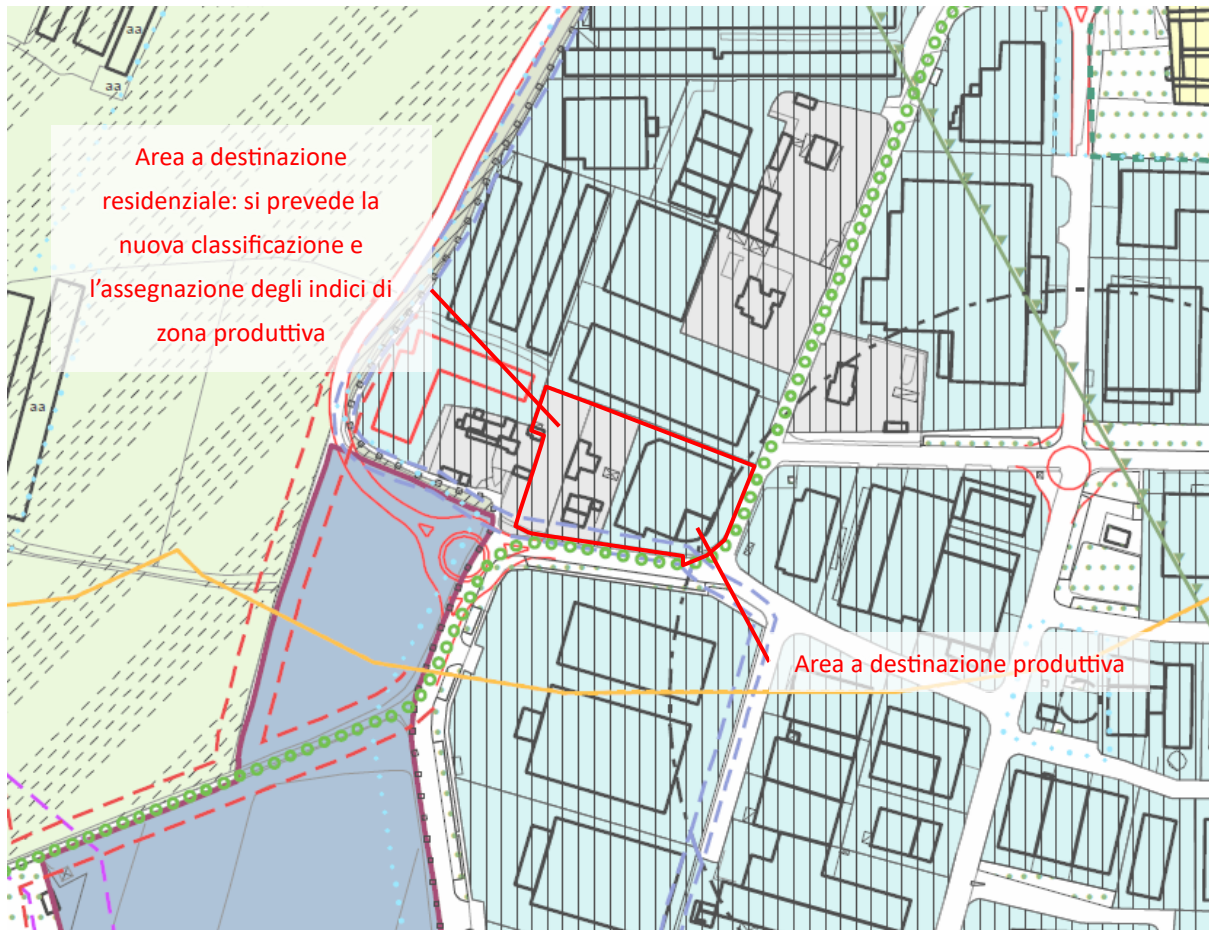 aa
aa
Area a destinazione
residenziale: si prevede la
nuova classificazione e
l'assegnazione degli indici di
zona produttiva
aa
Area a destinazione produttiva